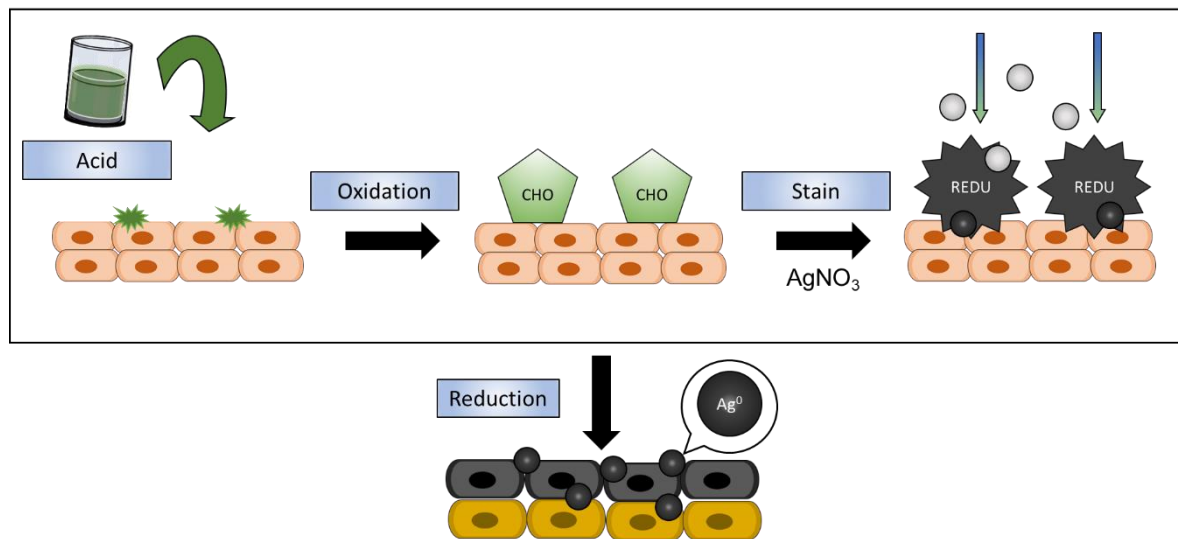 Acid
Oxidation
CHO
CHO
Stain
AgNO₃
REDU
REDU
Reduction
Ag⁰